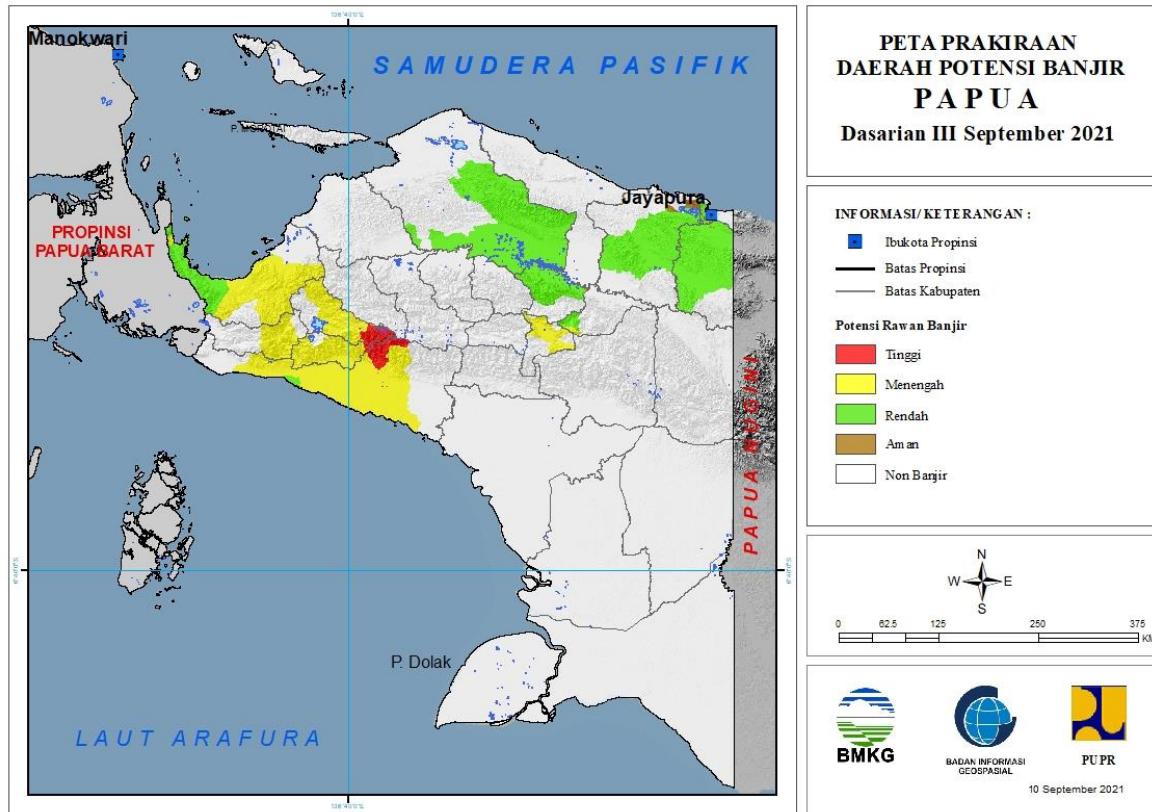 Manokwari
SAMUDERA PASIFIK
Jayapura
PROPINSI
PAPUA BARAT
PAPUA NUGINI
P. Dolak
LAUT ARAFURA
PETA PRAKIRAAN
DAERAH POTENSI BANJIR
PAPUA
Dasarian III September 2021
INFORMASI/ KETERANGAN :
Ibukota Propinsi
Batas Propinsi
Batas Kabupaten
Potensi Rawan Banjir
Tinggi
Menengah
Rendah
Aman
Non Banjir
N
W E
S
0 62.5 125 250 375
KM
BMKG
BADAN INFORMASI
GEOSPASIAL
PUPR
10 September 2021